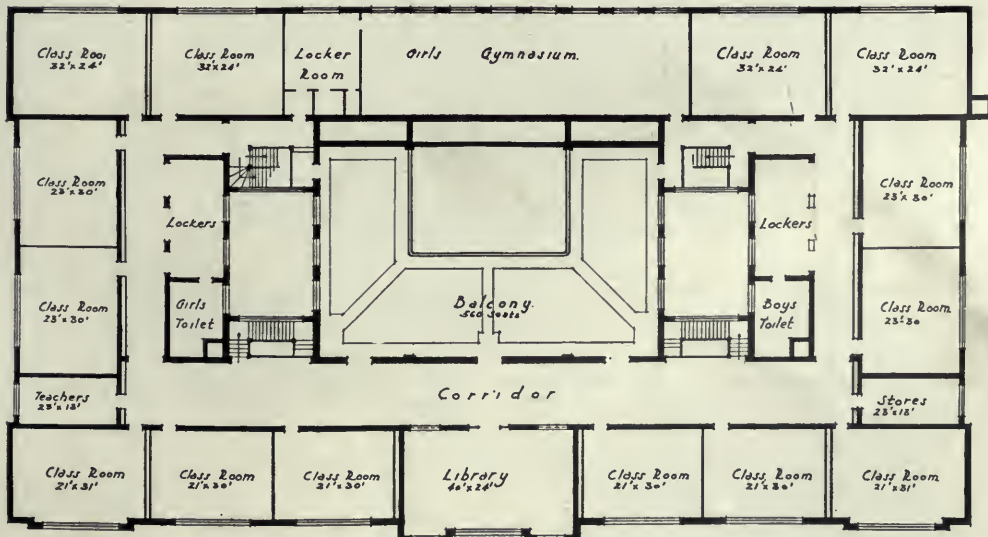 Class Rooi
32'x24'
Class Room
32'x24'
Locker
Room
Girls Gymnasium.
Class Room
32'x24'
Class Room
32'x24'
Class Room
23'x30'
Lockers
Lockers
Class Room
23'x30'
Class Room
23'x30'
Girls
Toilet
Balcony.
560 Seats
Boys
Toilet
Class Room
23'x30
Teachers
23'x13'
Corridor
Stores
23'x13'
Class Room
21'x31'
Class Room
21'x30'
Class Room
21'x30'
Library
40'x24'
Class Room
21'x30'
Class Room
21'x30'
Class Room
21'x31'